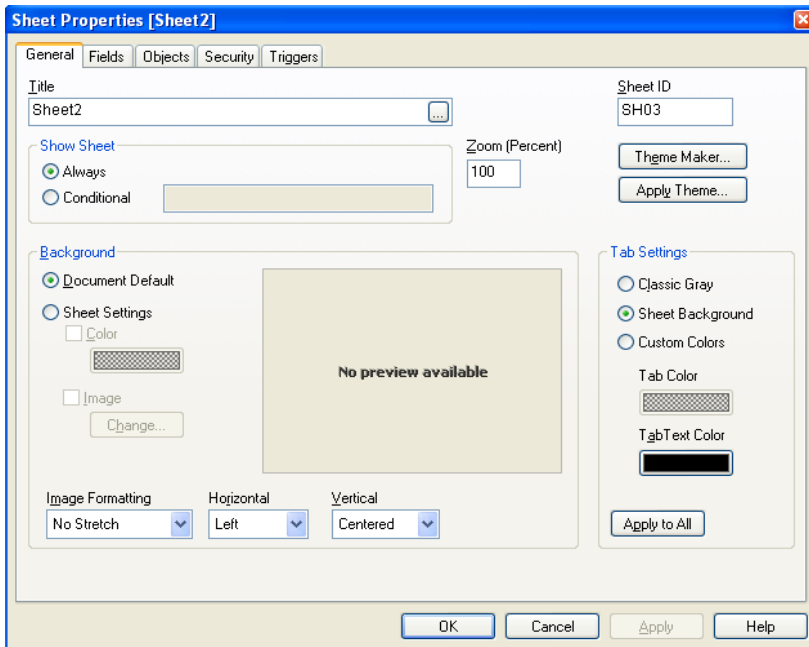 Sheet Properties [Sheet2]
General Fields Objects Security Triggers
Title
Sheet2
...
Sheet ID
SH03
Show Sheet
Always
Conditional
Zoom (Percent)
100
Theme Maker...
Apply Theme...
Background
Document Default
Sheet Settings
Color
Image
Change...
No preview available
Image Formatting
No Stretch
Horizontal
Left
Vertical
Centered
Tab Settings
Classic Gray
Sheet Background
Custom Colors
Tab Color
TabText Color
Apply to All
OK Cancel Apply Help